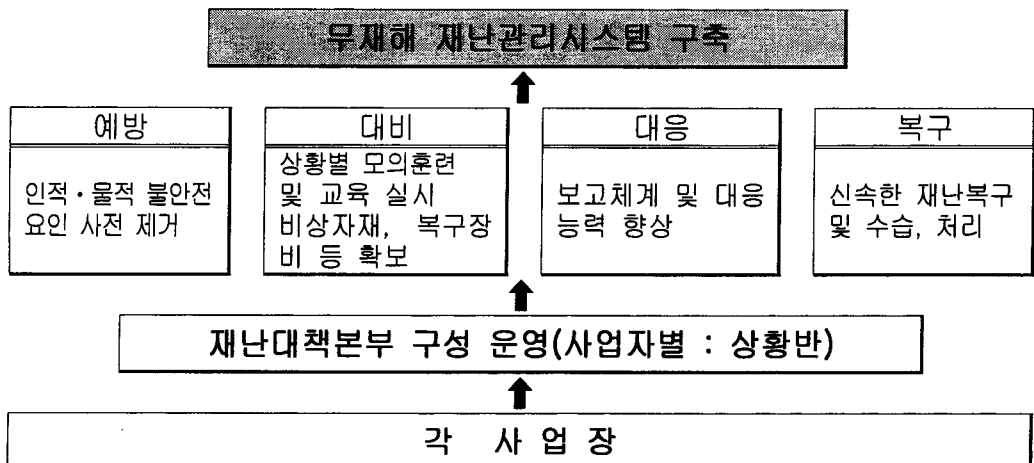 무재해 재난관리시스템 구축
예방
인적·물적 불안전
요인 사전 제거
대비
상황별 모의훈련
및 교육 실시
비상자재, 복구장
비 등 확보
대응
보고체계 및 대응
능력 향상
복구
신속한 재난복구
및 수습, 처리
재난대책본부 구성 운영(사업자별 : 상황반)
각 사 업 장